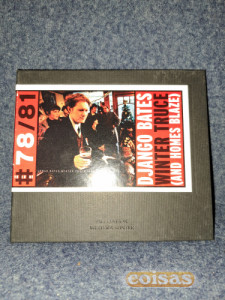 #78/81
DJANGO BATES
WINTER TRUCE
(AND HOMES BLAZE)
coisas